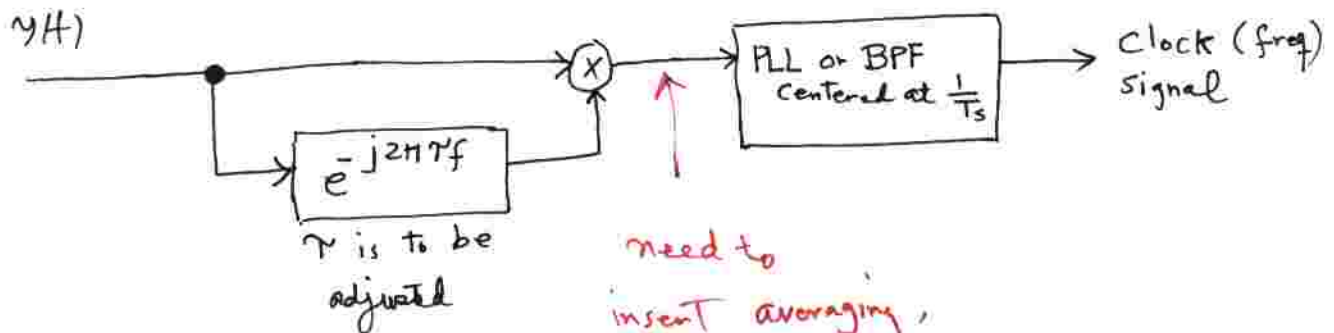 y(t)
X
PLL or BPF
centered at 1/Ts
Clock (freq)
signal
e^-j2πτf
τ is to be
adjusted
need to
insert averaging,